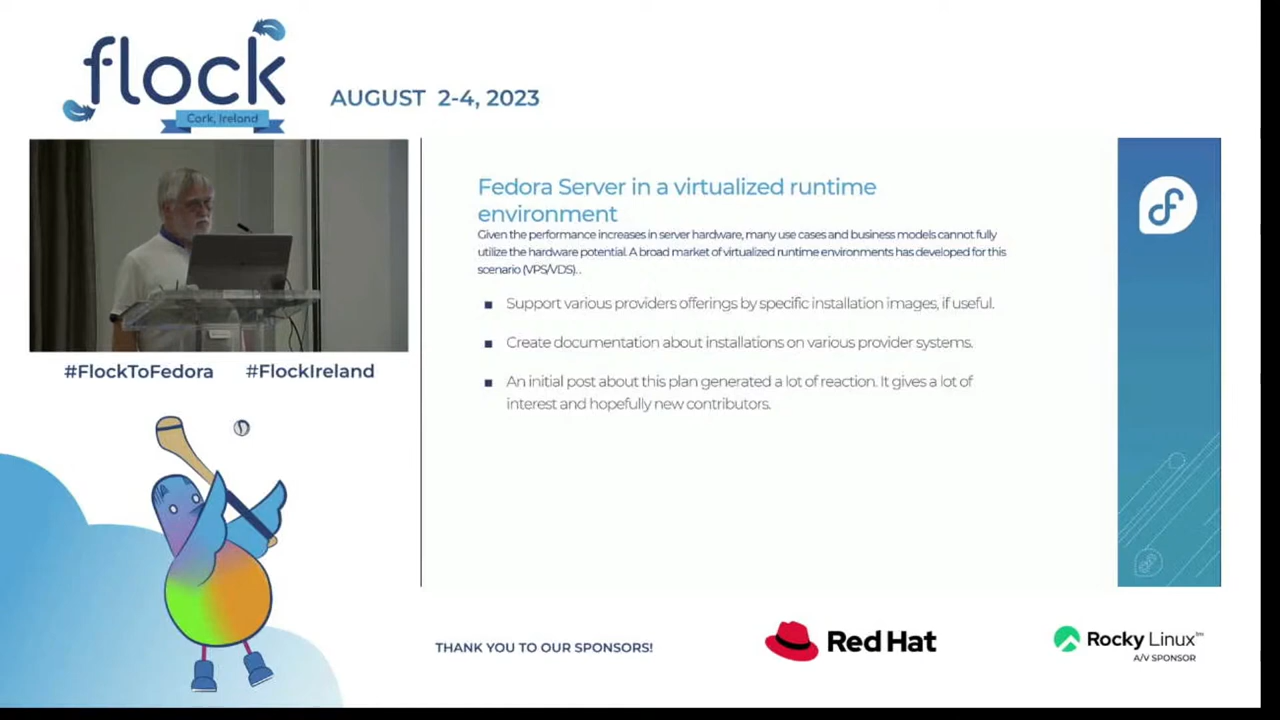 flock
Cork, Ireland
AUGUST 2-4, 2023
Fedora Server in a virtualized runtime
environment
Given the performance increases in server hardware, many use cases and business models cannot fully
utilize the hardware potential. A broad market of virtualized runtime environments has developed for this
scenario (VPS/VDS). .
Support various providers offerings by specific installation images, if useful.
Create documentation about installations on various provider systems.
An initial post about this plan generated a lot of reaction. It gives a lot of
interest and hopefully new contributors.
#FlockToFedora #FlockIreland
THANK YOU TO OUR SPONSORS!
Red Hat
Rocky Linux™
A/V SPONSOR